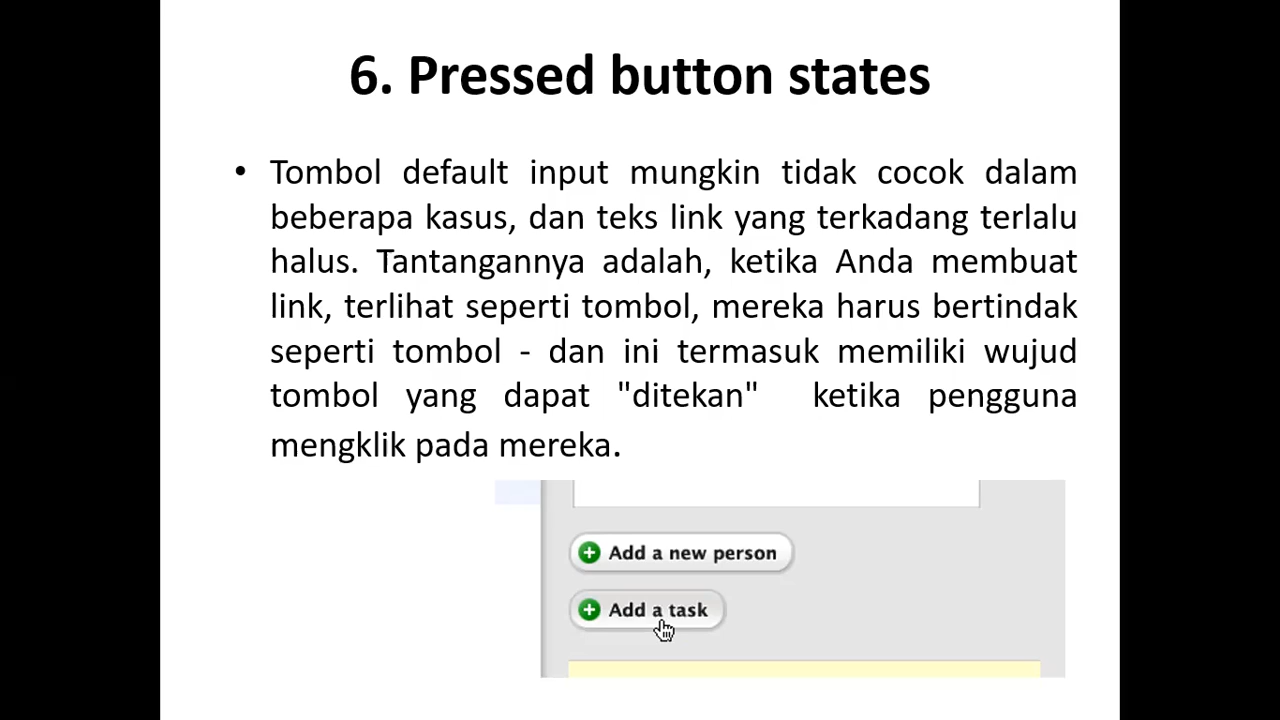 6. Pressed button states
• Tombol default input mungkin tidak cocok dalam
beberapa kasus, dan teks link yang terkadang terlalu
halus. Tantangannya adalah, ketika Anda membuat
link, terlihat seperti tombol, mereka harus bertindak
seperti tombol - dan ini termasuk memiliki wujud
tombol yang dapat "ditekan" ketika pengguna
mengklik pada mereka.
Add a new person
Add a task